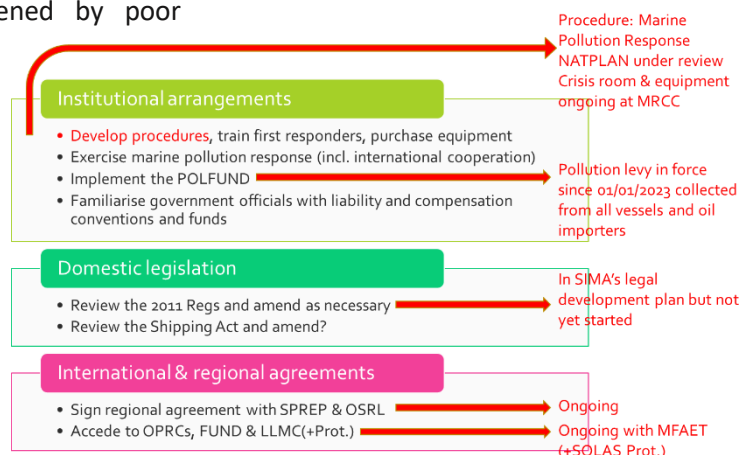 ened by poor
Procedure: Marine
Pollution Response
NATPLAN under review
Crisis room & equipment
ongoing at MRCC
Institutional arrangements
• Develop procedures, train first responders, purchase equipment
• Exercise marine pollution response (incl. international cooperation)
• Implement the POLFUND
• Familiarise government officials with liability and compensation
conventions and funds
Pollution levy in force
since 01/01/2023 collected
from all vessels and oil
importers
Domestic legislation
• Review the 2011 Regs and amend as necessary
• Review the Shipping Act and amend?
In SIMA's legal
development plan but not
yet started
International & regional agreements
• Sign regional agreement with SPREP & OSRL
Ongoing
• Accede to OPRCs, FUND & LLMC(+Prot.)
Ongoing with MFAET
(+SOLAS Prot.)